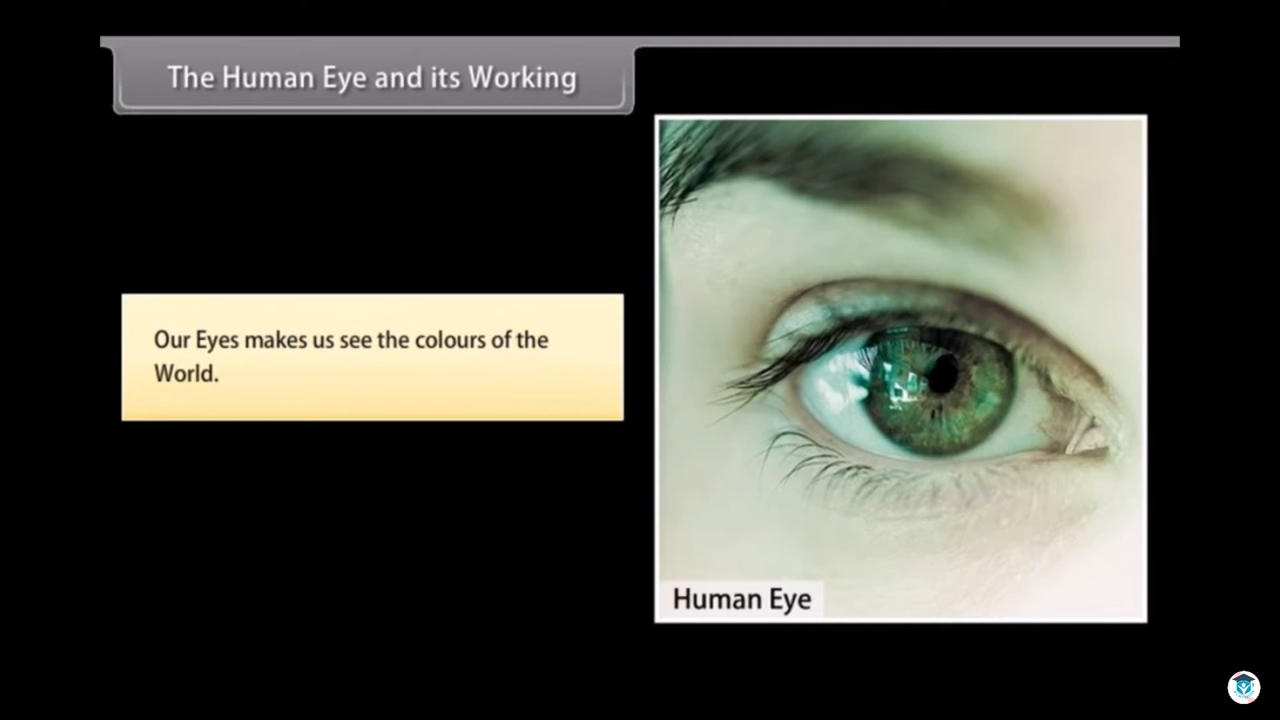 The Human Eye and its Working
Our Eyes makes us see the colours of the
World.
Human Eye